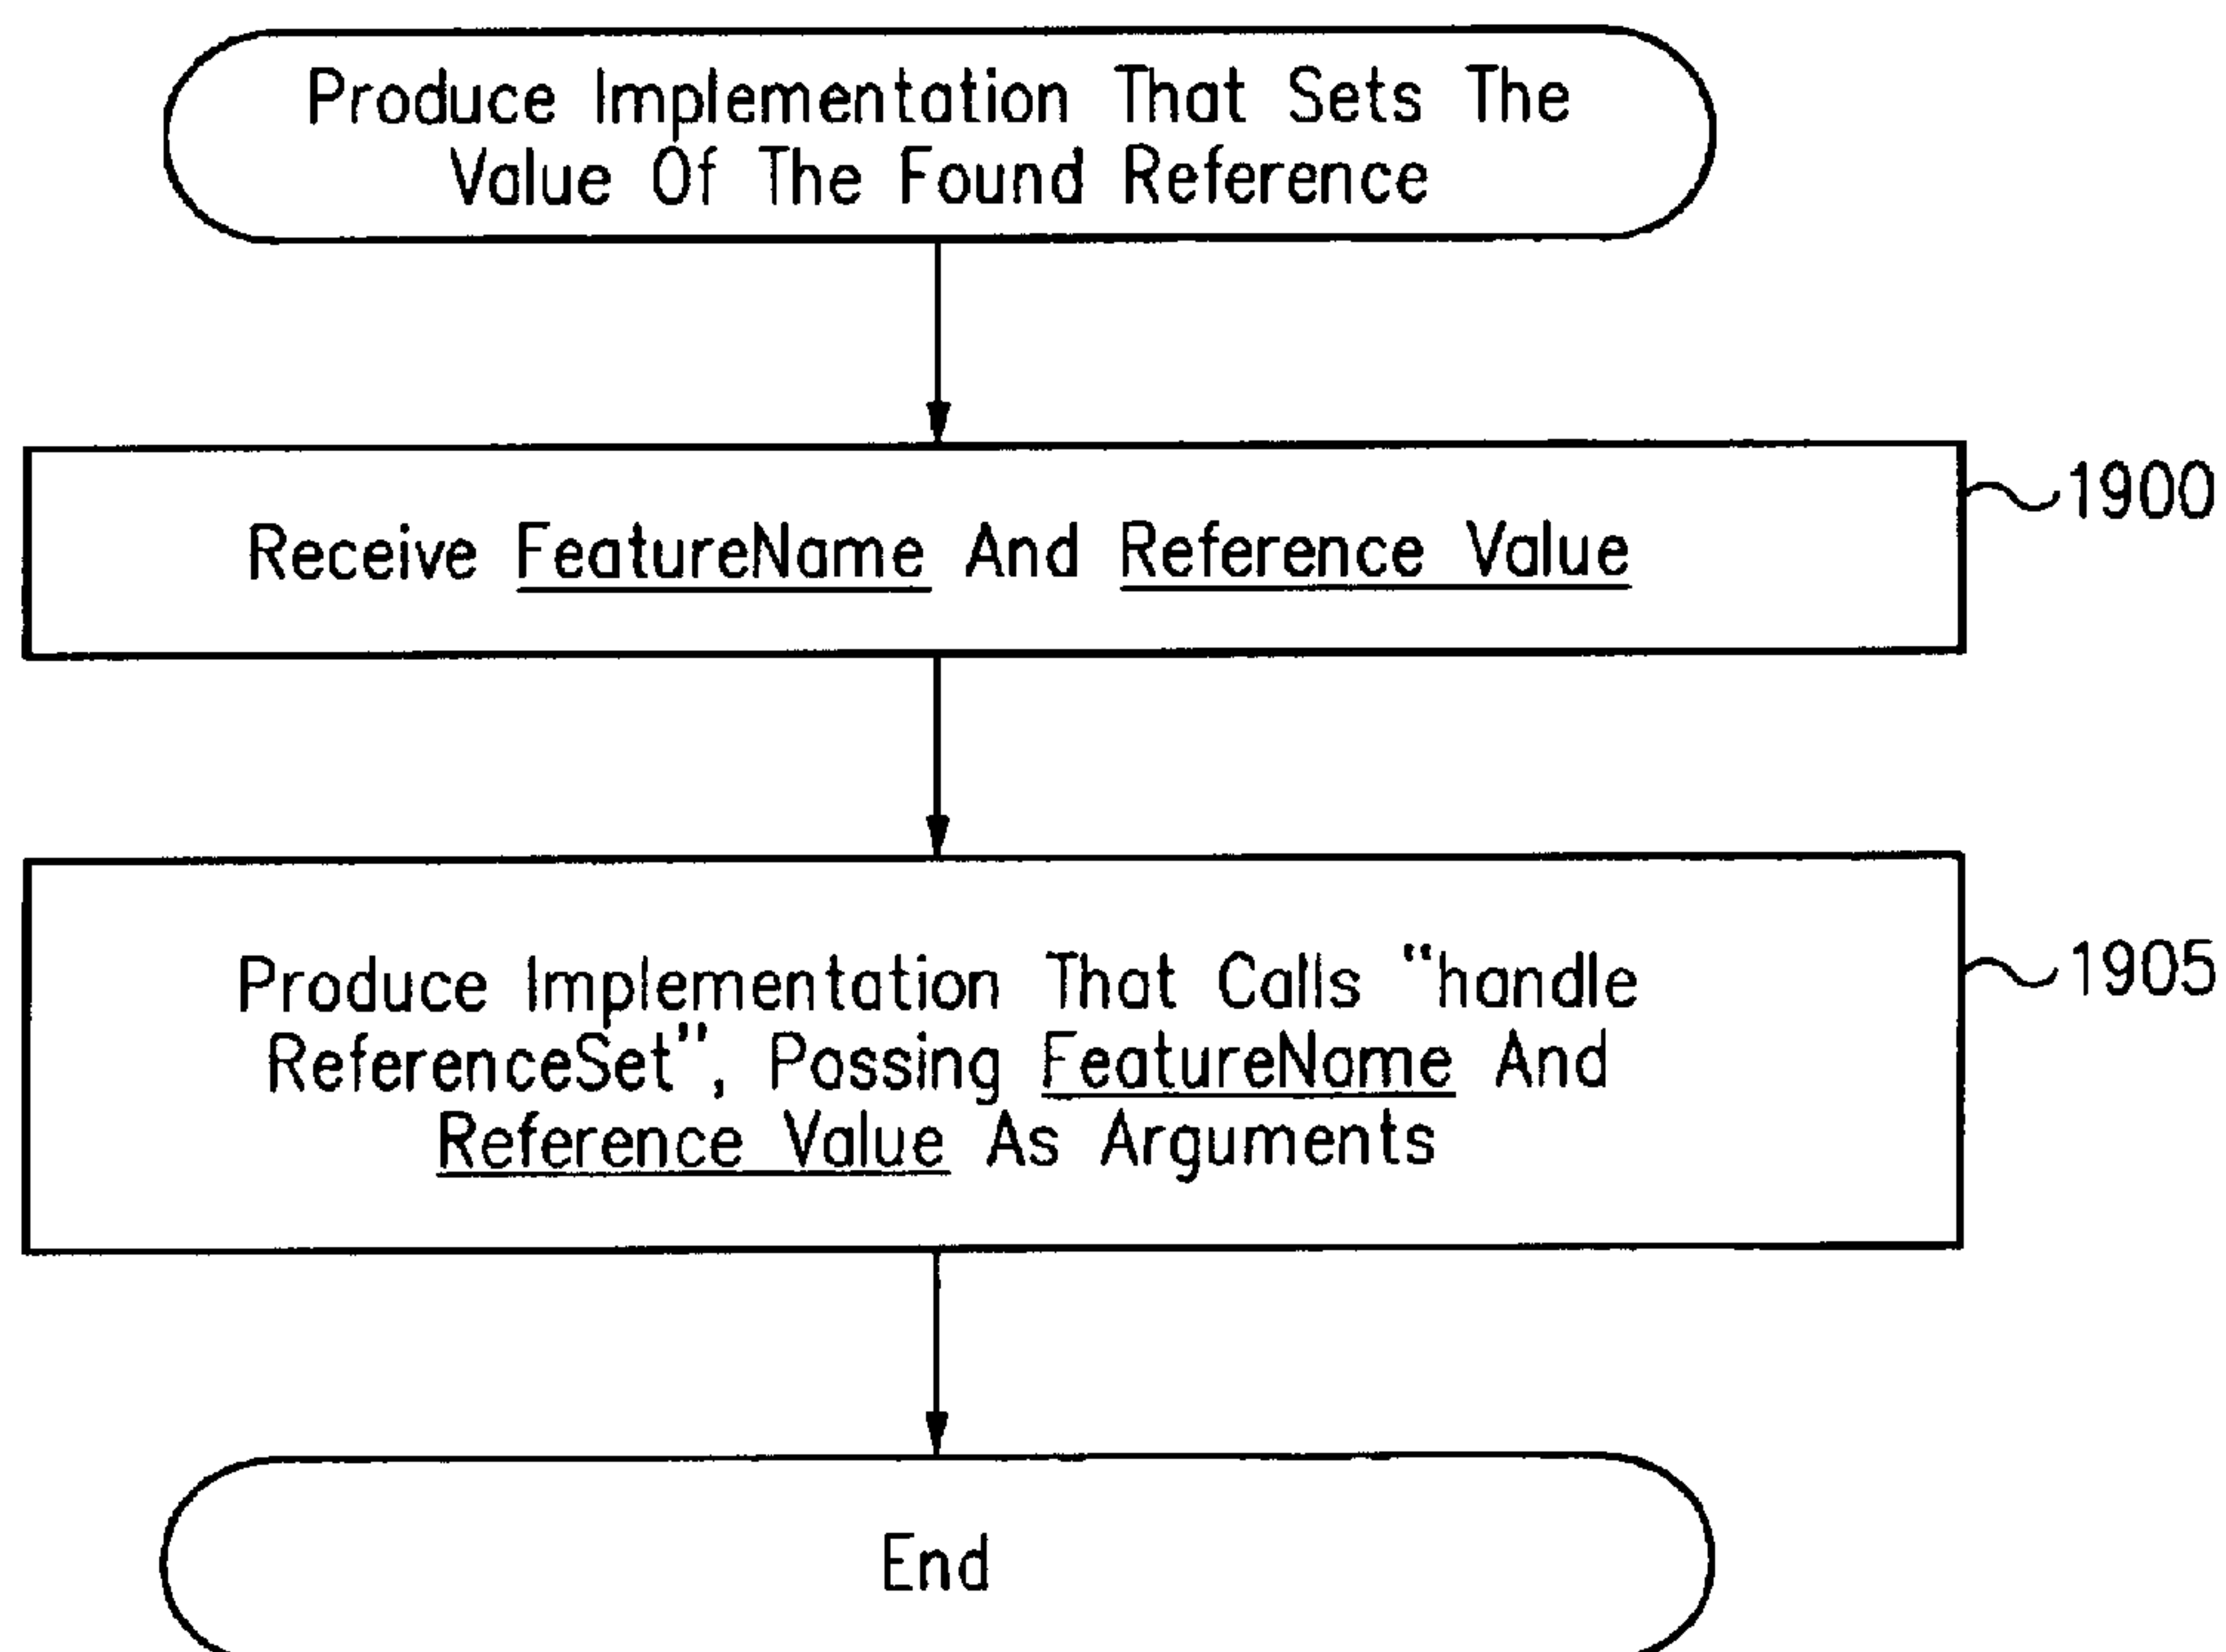 Produce Implementation That Sets The
Value Of The Found Reference
1900
Receive FeatureName And Reference Value
1905
Produce Implementation That Calls “handle
ReferenceSet”, Passing FeatureName And
Reference Value As Arguments
End